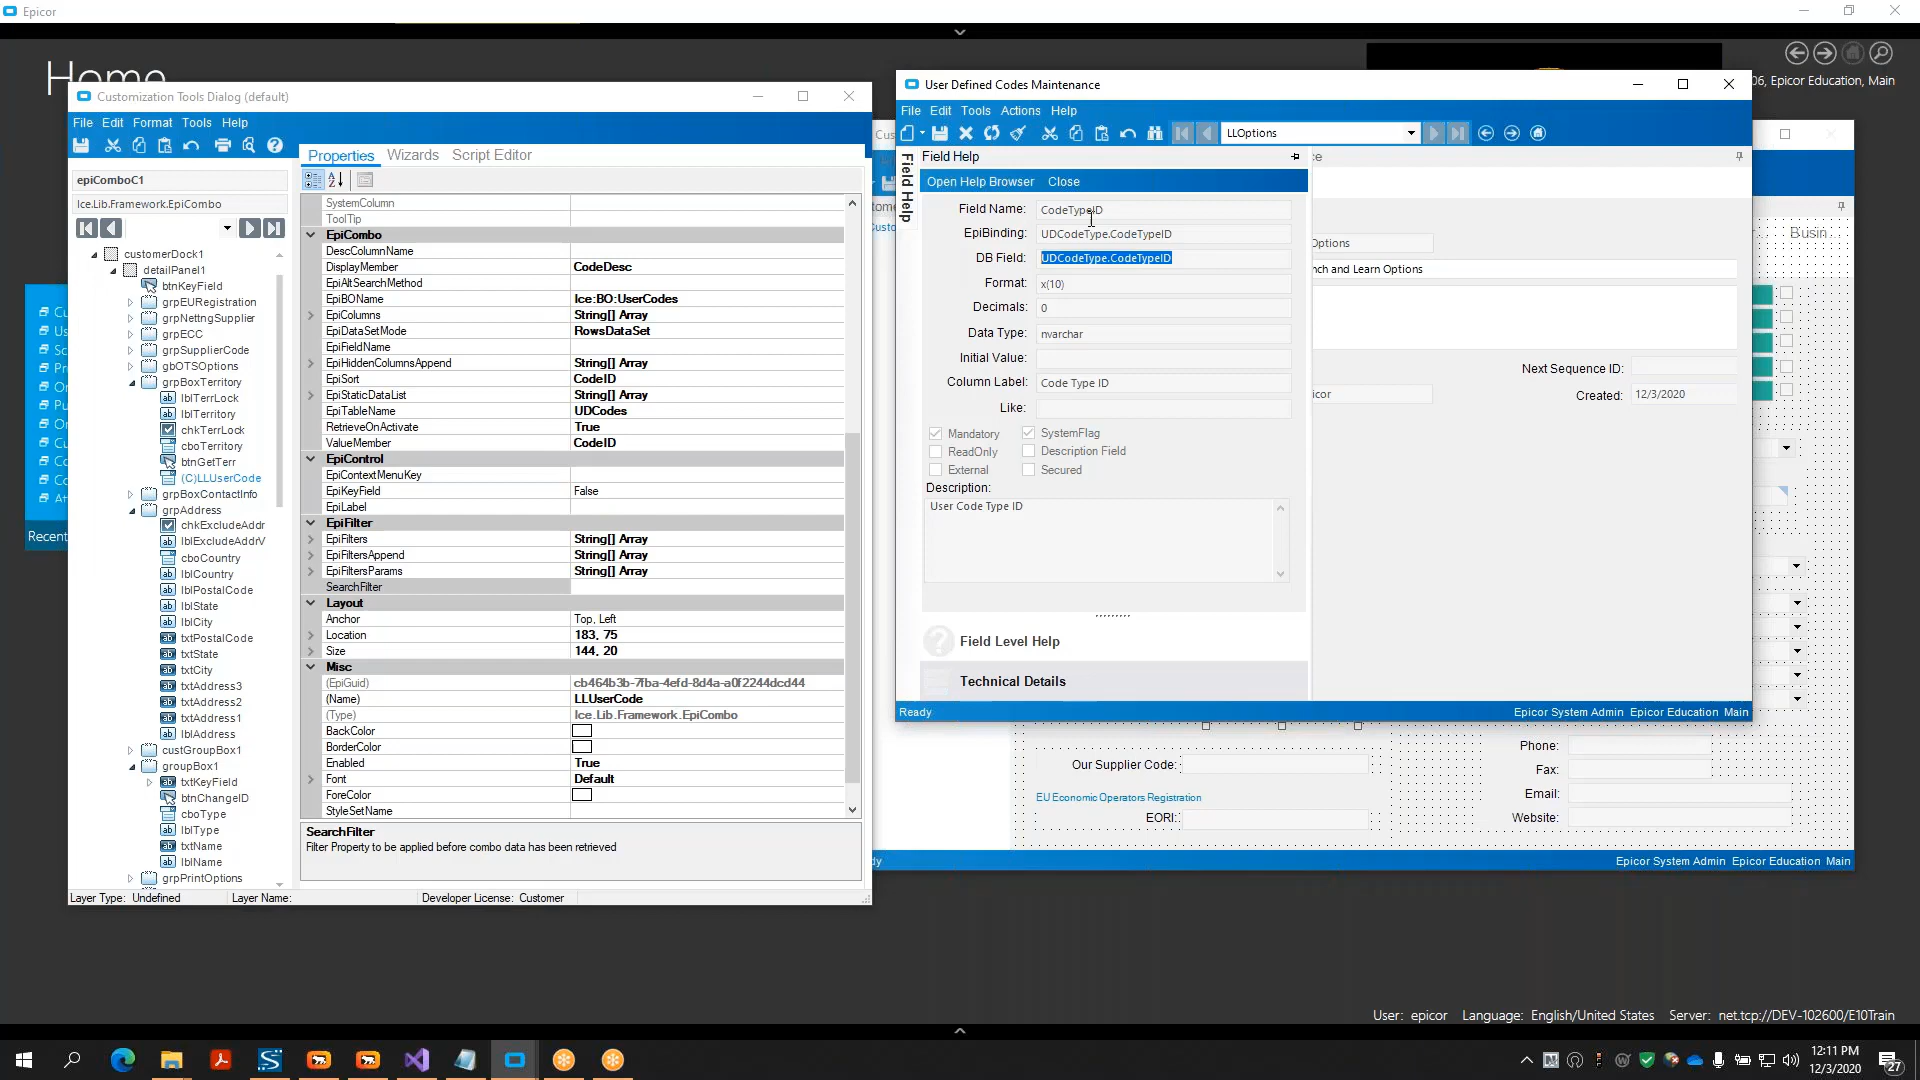 Epicor
Home
06, Epicor Education, Main
Customization Tools Dialog (default)
File Edit Format Tools Help
Properties Wizards Script Editor
epiComboC1
Ice.Lib.Framework.EpiCombo
customerDock1
detailPanel1
btnKeyField
grpEURegistration
grpNettngSupplier
grpECC
grpSupplierCode
gbOTSOptions
grpBoxTerritory
lblTerrLock
lblTerritory
chkTerrLock
cboTerritory
btnGetTerr
(C)LLUserCode
grpBoxContactInfo
grpAddress
chkExcludeAddr
lblExcludeAddrV
cboCountry
lblCountry
lblPostalCode
lblState
lblCity
txtPostalCode
txtState
txtCity
txtAddress3
txtAddress2
txtAddress1
lblAddress
custGroupBox1
groupBox1
txtKeyField
btnChangeID
cboType
lblType
txtName
lblName
grpPrintOptions
SystemColumn
ToolTip
EpiCombo
DescColumnName
DisplayMember CodeDesc
EpiAltSearchMethod
EpiBOName Ice:BO:UserCodes
EpiColumns String[] Array
EpiDataSetMode RowsDataSet
EpiFieldName
EpiHiddenColumnsAppend String[] Array
EpiSort CodeID
EpiStaticDataList String[] Array
EpiTableName UDCodes
RetrieveOnActivate True
ValueMember CodeID
EpiControl
EpiContextMenuKey
EpiKeyField False
EpiLabel
EpiFilter
EpiFilters String[] Array
EpiFiltersAppend String[] Array
EpiFiltersParams String[] Array
SearchFilter
Layout
Anchor Top, Left
Location 183, 75
Size 144, 20
Misc
(EpiGuid) cb464b3b-7fba-4efd-8d4a-a0f2244dcd44
(Name) LLUserCode
(Type) Ice.Lib.Framework.EpiCombo
BackColor
BorderColor
Enabled True
Font Default
ForeColor
StyleSetName
SearchFilter
Filter Property to be applied before combo data has been retrieved
Layer Type: Undefined Layer Name: Developer License: Customer
Recent
User Defined Codes Maintenance
File Edit Tools Actions Help
LLOptions
Field Help
Field Help
Open Help Browser Close
Field Name: CodeTypeID
EpiBinding: UDCodeType.CodeTypeID
DB Field: UDCodeType.CodeTypeID
Format: x(10)
Decimals: 0
Data Type: nvarchar
Initial Value:
Column Label: Code Type ID
Like:
Mandatory SystemFlag
ReadOnly Description Field
External Secured
Description:
User Code Type ID
Field Level Help
Technical Details
Ready Epicor System Admin Epicor Education Main
Options
nch and Learn Options
Next Sequence ID:
icor Created: 12/3/2020
Busin...
Our Supplier Code:
EU Economic Operators Registration
EORI:
Phone:
Fax:
Email:
Website:
dy Epicor System Admin Epicor Education Main
User: epicor Language: English/United States Server: net.tcp://DEV-102600/E10Train
12:11 PM
12/3/2020
27